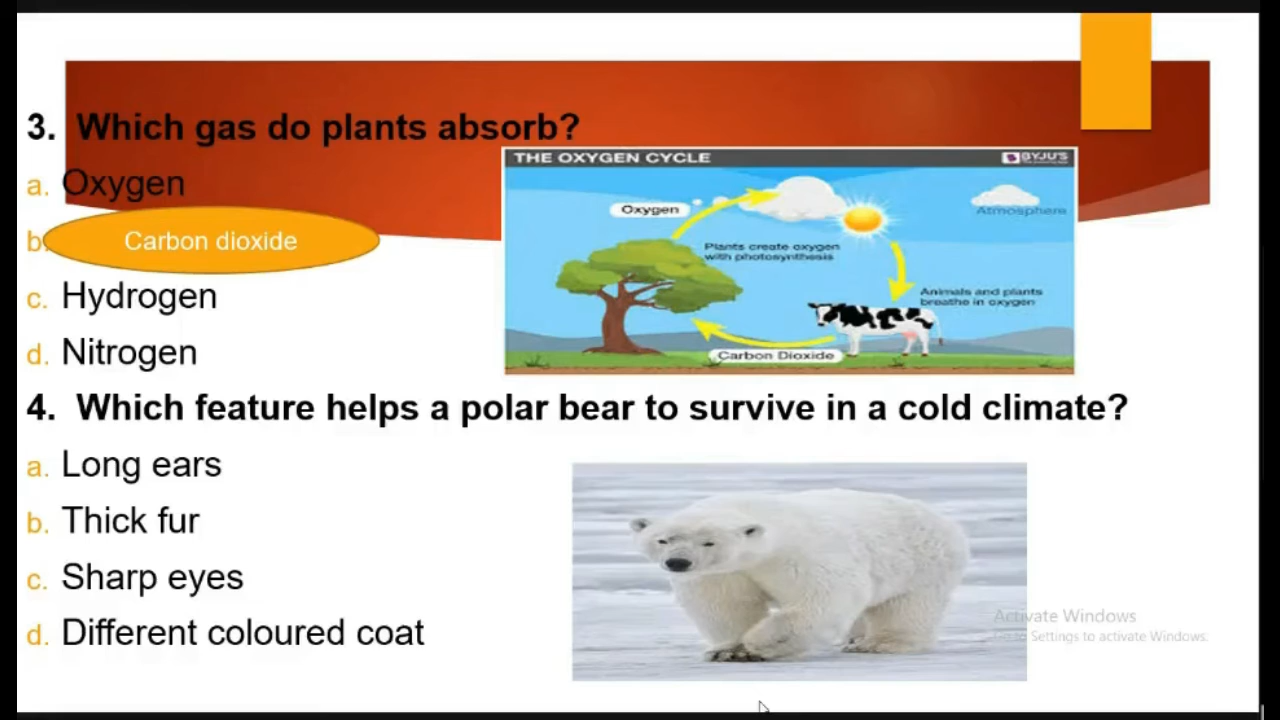 3. Which gas do plants absorb?
a. Oxygen
b. Carbon dioxide
c. Hydrogen
d. Nitrogen
THE OXYGEN CYCLE
BYJU'S
Oxygen
Atmosphere
Plants create oxygen
with photosynthesis
Animals and plants
breathe in oxygen
Carbon Dioxide
4. Which feature helps a polar bear to survive in a cold climate?
a. Long ears
b. Thick fur
c. Sharp eyes
d. Different coloured coat
Activate Windows
Go to Settings to activate Windows.